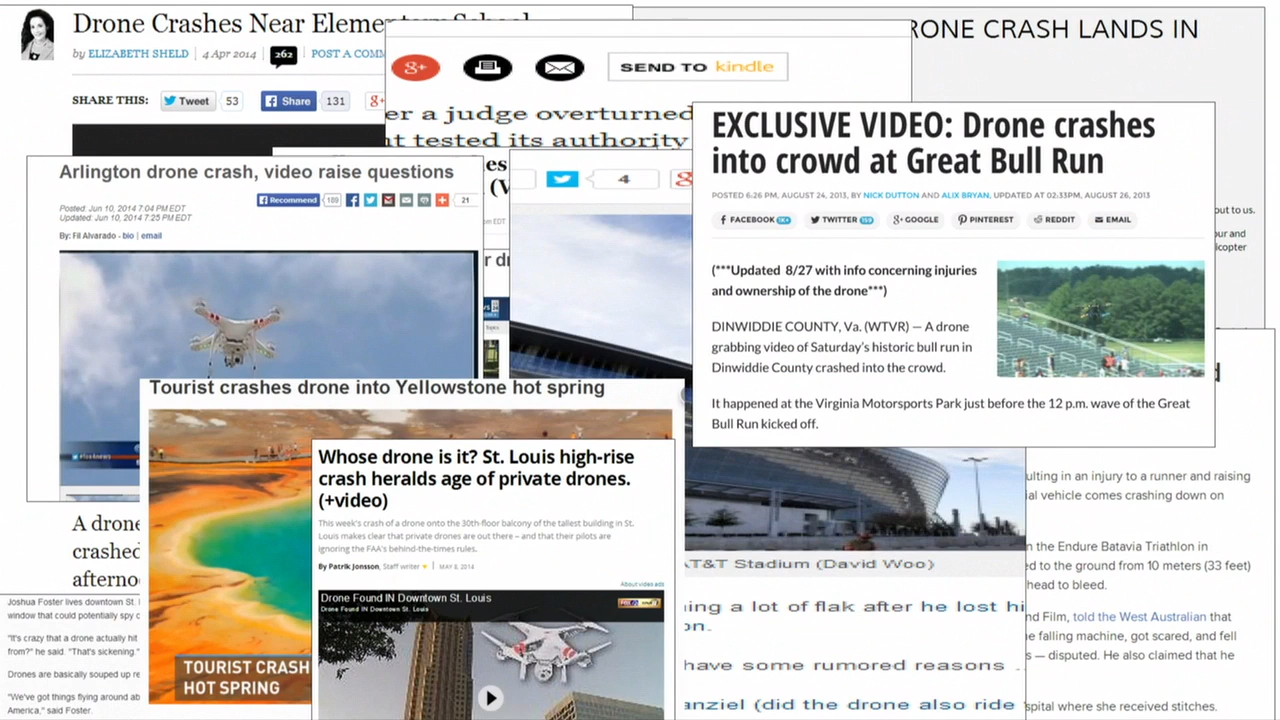 Drone Crashes Near Elementary School
by ELIZABETH SHELD | 4 Apr 2014 262 POST A COMM
SHARE THIS: Tweet 53 Share 131
SEND TO kindle
er a judge overturned
t tested its authority
RONE CRASH LANDS IN
Arlington drone crash, video raise questions
Posted: Jun 10, 2014 7:04 PM EDT
Updated: Jun 10, 2014 7:25 PM EDT
Recommend 189 21
By: Fil Alvarado - bio | email
es
(V
4
r dr
EXCLUSIVE VIDEO: Drone crashes
into crowd at Great Bull Run
POSTED 6:26 PM, AUGUST 24, 2013, BY NICK DUTTON AND ALIX BRYAN, UPDATED AT 02:33PM, AUGUST 26, 2013
FACEBOOK TWITTER GOOGLE PINTEREST REDDIT EMAIL
(***Updated 8/27 with info concerning injuries
and ownership of the drone***)
DINWIDDIE COUNTY, Va. (WTVR) — A drone
grabbing video of Saturday's historic bull run in
Dinwiddie County crashed into the crowd.
It happened at the Virginia Motorsports Park just before the 12 p.m. wave of the Great
Bull Run kicked off.
out to us.
our and
icopter
Tourist crashes drone into Yellowstone hot spring
TOURIST CRASH
HOT SPRING
Whose drone is it? St. Louis high-rise
crash heralds age of private drones.
(+video)
This week's crash of a drone onto the 30th-floor balcony of the tallest building in St.
Louis makes clear that private drones are out there – and that their pilots are
ignoring the FAA's behind-the-times rules.
By Patrik Jonsson, Staff writer | MAY 8, 2014
About video ads
Drone Found IN Downtown St. Louis
Drone Found IN Downtown St. Louis
A drone
crashed
afterno
Joshua Foster lives downtown St.
window that could potentially spy
"It's crazy that a drone actually hit
from?" he said. "That's sickening."
Drones are basically souped up re
"We've got things flying around ab
America," said Foster.
AT&T Stadium (David Woo)
ing a lot of flak after he lost hi
on.
have some rumored reasons
anziel (did the drone also ride
ulting in an injury to a runner and raising
ial vehicle comes crashing down on
n the Endure Batavia Triathlon in
ed to the ground from 10 meters (33 feet)
head to bleed.
nd Film, told the West Australian that
e falling machine, got scared, and fell
s — disputed. He also claimed that he
spital where she received stitches.